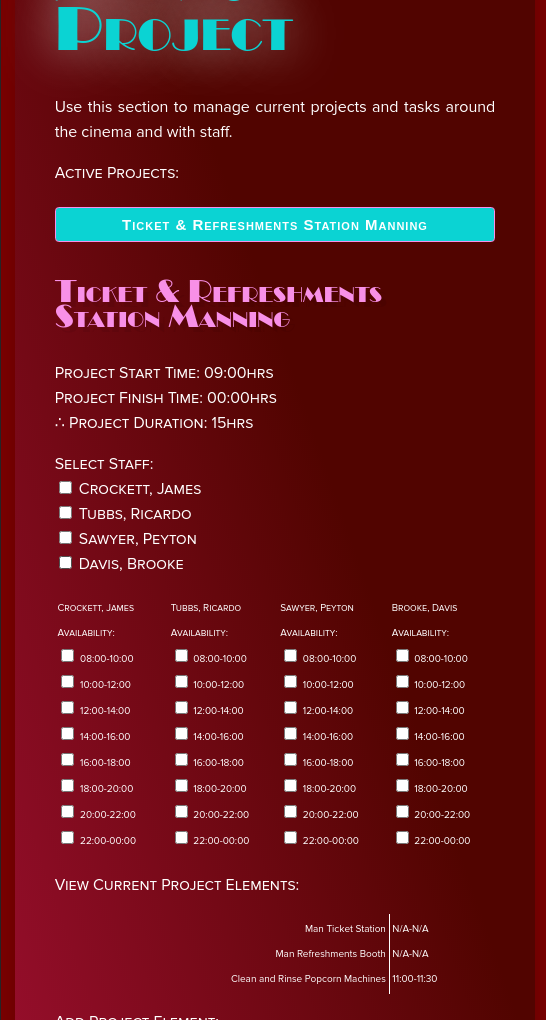 Project
Use this section to manage current projects and tasks around
the cinema and with staff.
Active Projects:
Ticket & Refreshments Station Manning
Ticket & Refreshments
Station Manning
Project Start Time: 09:00hrs
Project Finish Time: 00:00hrs
∴ Project Duration: 15hrs
Select Staff:
Crockett, James
Tubbs, Ricardo
Sawyer, Peyton
Davis, Brooke
Crockett, James Tubbs, Ricardo Sawyer, Peyton Brooke, Davis
Availability: Availability: Availability: Availability:
08:00-10:00 08:00-10:00 08:00-10:00 08:00-10:00
10:00-12:00 10:00-12:00 10:00-12:00 10:00-12:00
12:00-14:00 12:00-14:00 12:00-14:00 12:00-14:00
14:00-16:00 14:00-16:00 14:00-16:00 14:00-16:00
16:00-18:00 16:00-18:00 16:00-18:00 16:00-18:00
18:00-20:00 18:00-20:00 18:00-20:00 18:00-20:00
20:00-22:00 20:00-22:00 20:00-22:00 20:00-22:00
22:00-00:00 22:00-00:00 22:00-00:00 22:00-00:00
View Current Project Elements:
Man Ticket Station N/A-N/A
Man Refreshments Booth N/A-N/A
Clean and Rinse Popcorn Machines 11:00-11:30
Add Project Element: